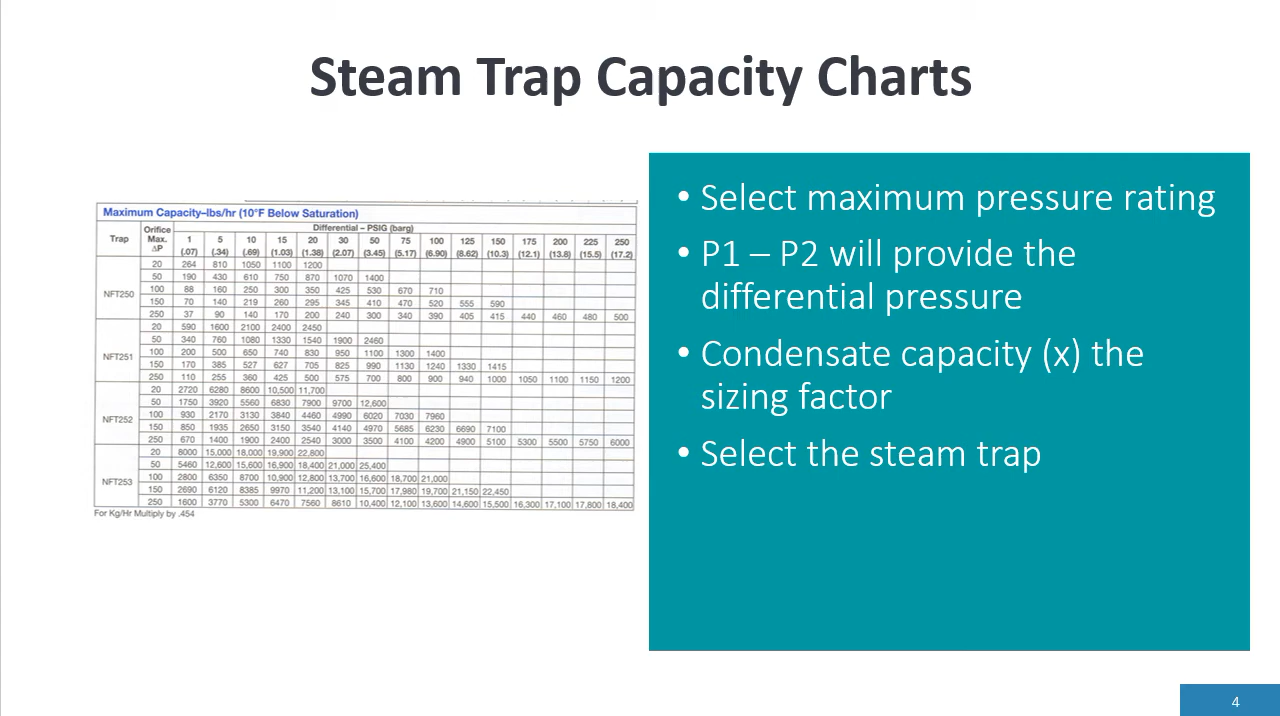 Steam Trap Capacity Charts
Maximum Capacity–lbs/hr (10°F Below Saturation)
Trap Orifice Max. ΔP Differential – PSIG (barg)
1 5 10 15 20 30 50 75 100 125 150 175 200 225 250
(.07) (.34) (.69) (1.03) (1.38) (2.07) (3.45) (5.17) (6.90) (8.62) (10.3) (12.1) (13.8) (15.5) (17.2)
NFT250
20 264 810 1050 1100 1200
50 190 430 610 750 870 1070 1400
100 88 160 250 300 350 425 530 670 710
150 70 140 219 260 295 345 410 470 520 555 590
250 37 90 140 170 200 240 300 340 390 405 415 440 460 480 500
NFT251
20 590 1600 2100 2400 2450
50 340 760 1080 1330 1540 1900 2460
100 200 500 650 740 830 950 1100 1300 1400
150 170 385 527 627 705 825 990 1130 1240 1330 1415
250 110 255 360 425 500 575 700 800 900 940 1000 1050 1100 1150 1200
NFT252
20 2720 6280 8600 10,500 11,700
50 1750 3920 5560 6830 7900 9700 12,600
100 930 2170 3130 3840 4460 4990 6020 7030 7960
150 850 1935 2650 3150 3540 4140 4970 5685 6230 6690 7100
250 670 1400 1900 2400 2540 3000 3500 4100 4200 4900 5100 5300 5500 5750 6000
NFT253
20 8000 15,000 18,000 19,900 22,800
50 5460 12,600 15,600 16,900 18,400 21,000 25,400
100 2800 6350 8700 10,900 12,800 13,700 16,600 18,700 21,000
150 2690 6120 8385 9970 11,200 13,100 15,700 17,980 19,700 21,150 22,450
250 1600 3770 5300 6470 7560 8610 10,400 12,100 13,600 14,600 15,500 16,300 17,100 17,800 18,400
For Kg/Hr Multiply by .454
• Select maximum pressure rating
• P1 – P2 will provide the
differential pressure
• Condensate capacity (x) the
sizing factor
• Select the steam trap
4